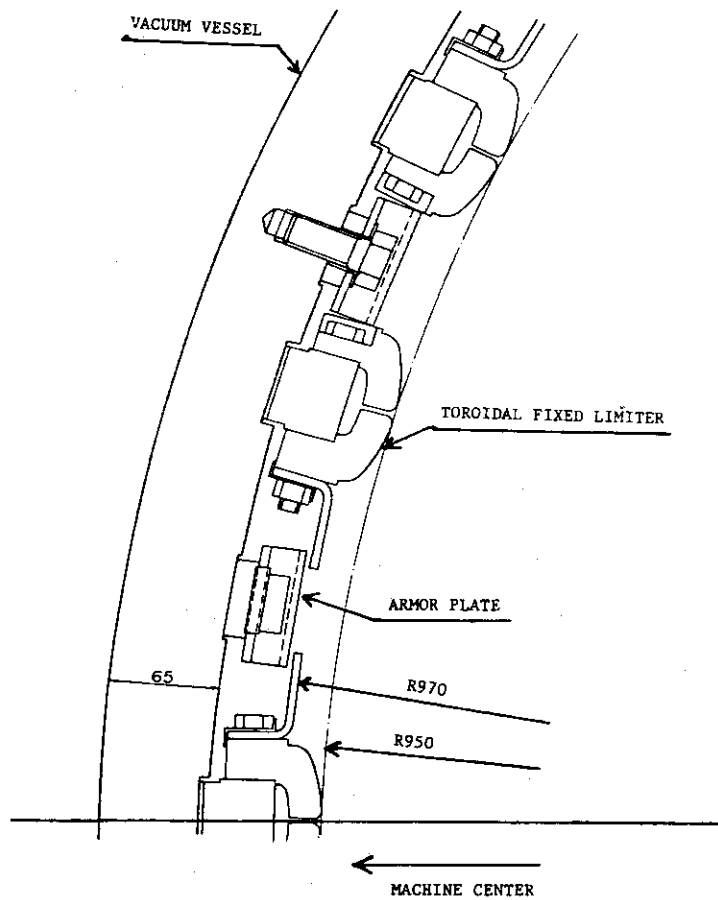 VACUUM VESSEL
TOROIDAL FIXED LIMITER
ARMOR PLATE
65
R970
R950
MACHINE CENTER